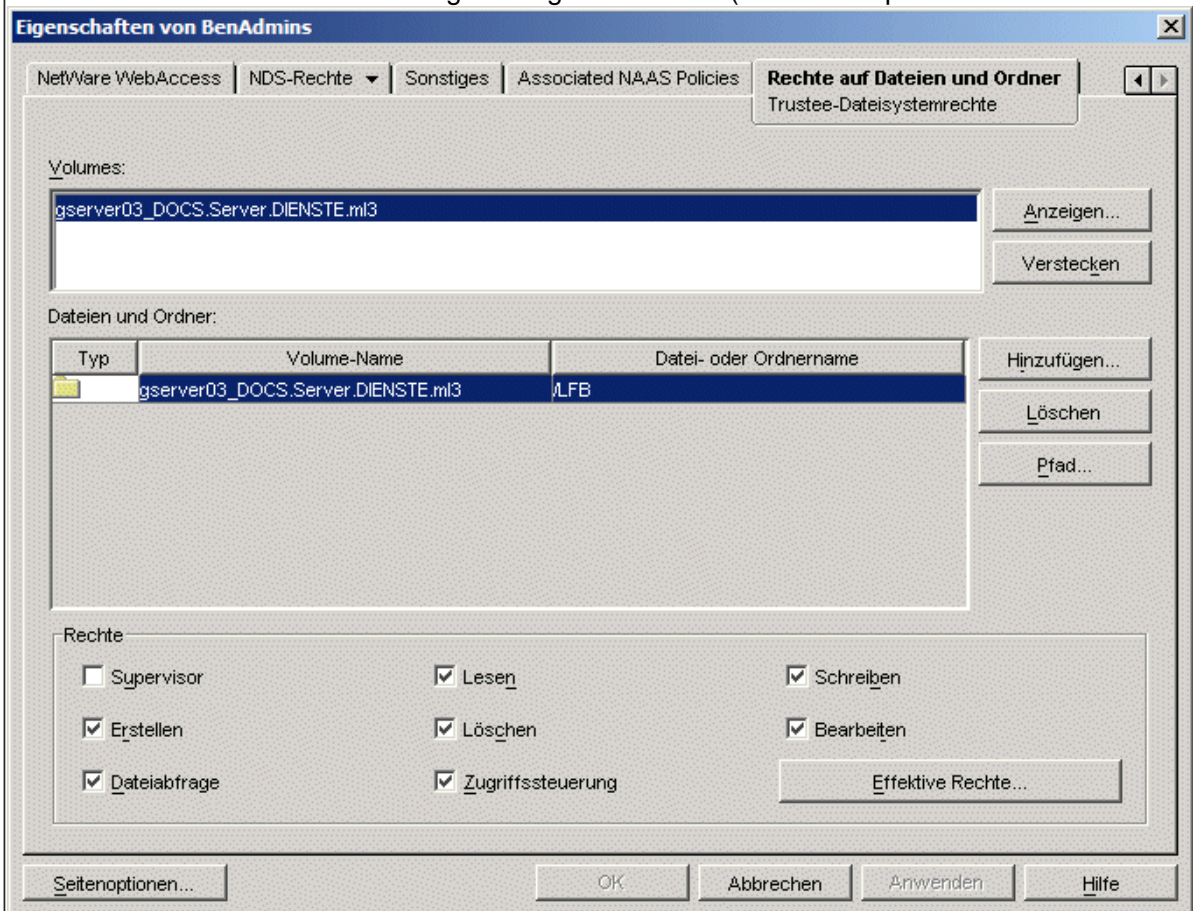 Eigenschaften von BenAdmins
NetWare WebAccess NDS-Rechte Sonstiges Associated NAAS Policies Rechte auf Dateien und Ordner
Trustee-Dateisystemrechte
Volumes:
gserver03_DOCS.Server.DIENSTE.ml3
Anzeigen...
Verstecken
Dateien und Ordner:
Typ Volume-Name Datei- oder Ordnername
gserver03_DOCS.Server.DIENSTE.ml3 /LFB
Hinzufügen...
Löschen
Pfad...
Rechte
Supervisor Lesen Schreiben
Erstellen Löschen Bearbeiten
Dateiabfrage Zugriffssteuerung Effektive Rechte...
Seitenoptionen... OK Abbrechen Anwenden Hilfe